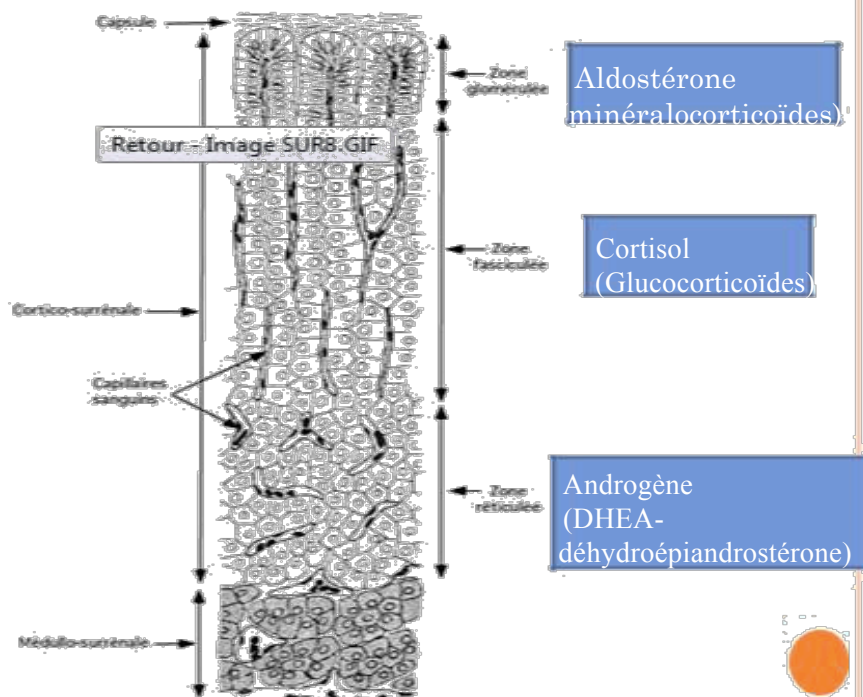 Capsule
Zone
glomérulée
Aldostérone
(minéralocorticoïdes)
Retour - Image SUR8.GIF
Zone
fasciculée
Cortisol
(Glucocorticoïdes)
Cortico-surrénale
Capillaires
sanguins
Zone
réticulée
Androgène
(DHEA-
déhydroépiandrostérone)
Médullo-surrénale